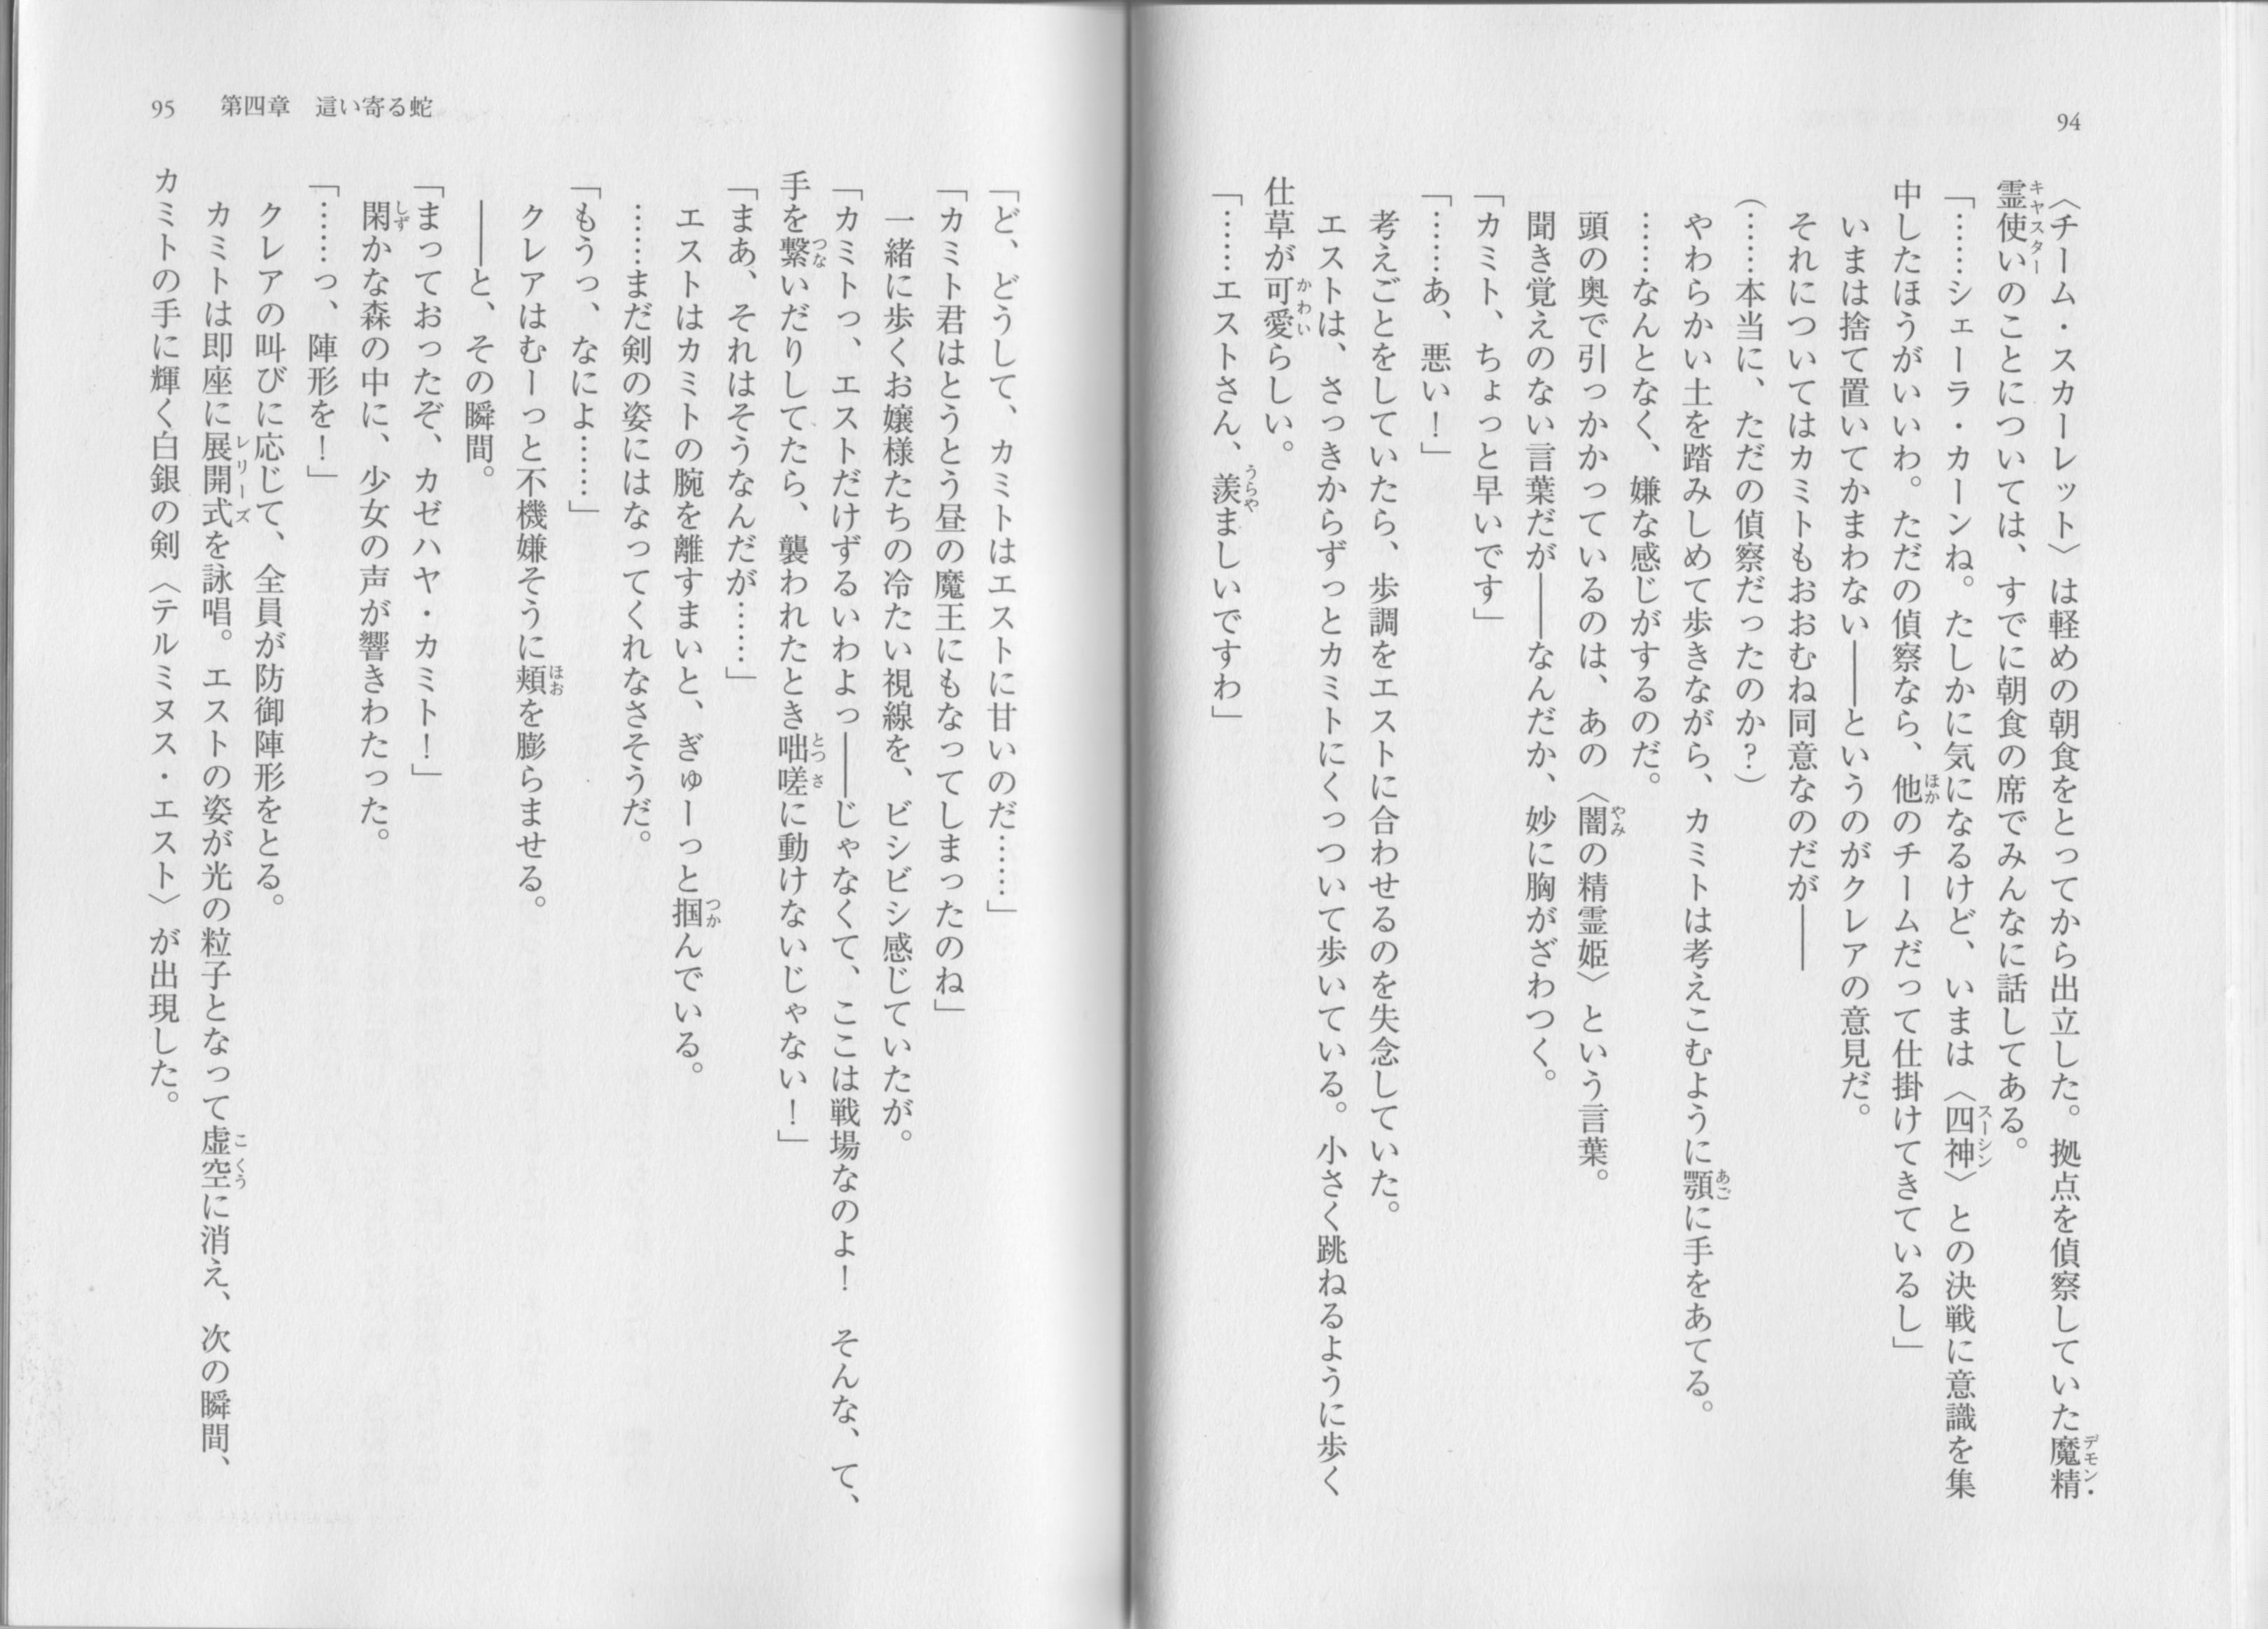 94
〈チーム・スカーレット〉は軽めの朝食をとってから出立した。拠点を偵察していた魔精
霊使いのことについては、すでに朝食の席でみんなに話してある。
「……シェーラ・カーンね。たしかに気になるけど、いまは〈四神〉との決戦に意識を集
中したほうがいいわ。ただの偵察なら、他のチームだって仕掛けてきているし」
いまは捨て置いてかまわない――というのがクレアの意見だ。
それについてはカミトもおおむね同意なのだが――
(……本当に、ただの偵察だったのか?)
やわらかい土を踏みしめて歩きながら、カミトは考えこむように顎に手をあてる。
……なんとなく、嫌な感じがするのだ。
頭の奥で引っかかっているのは、あの〈闇の精霊姫〉という言葉。
聞き覚えのない言葉だが――なんだか、妙に胸がざわつく。
「カミト、ちょっと早いです」
「……あ、悪い!」
考えごとをしていたら、歩調をエストに合わせるのを失念していた。
エストは、さっきからずっとカミトにくっついて歩いている。小さく跳ねるように歩く
仕草が可愛らしい。
「……エストさん、羨ましいですわ」
95 第四章 這い寄る蛇
「ど、どうして、カミトはエストに甘いのだ……」
「カミト君はとうとう昼の魔王にもなってしまったのね」
一緒に歩くお嬢様たちの冷たい視線を、ビシビシ感じていたが。
「カミトっ、エストだけずるいわよっ――じゃなくて、ここは戦場なのよ! そんな、て、
手を繋いだりしてたら、襲われたとき咄嗟に動けないじゃない!」
「まあ、それはそうなんだが……」
エストはカミトの腕を離すまいと、ぎゅーっと掴んでいる。
……まだ剣の姿にはなってくれなさそうだ。
「もうっ、なによ……」
クレアはむーっと不機嫌そうに頬を膨らませる。
――と、その瞬間。
「まっておったぞ、カゼハヤ・カミト!」
閑かな森の中に、少女の声が響きわたった。
「……っ、陣形を!」
クレアの叫びに応じて、全員が防御陣形をとる。
カミトは即座に展開式を詠唱。エストの姿が光の粒子となって虚空に消え、次の瞬間、
カミトの手に輝く白銀の剣〈テルミヌス・エスト〉が出現した。